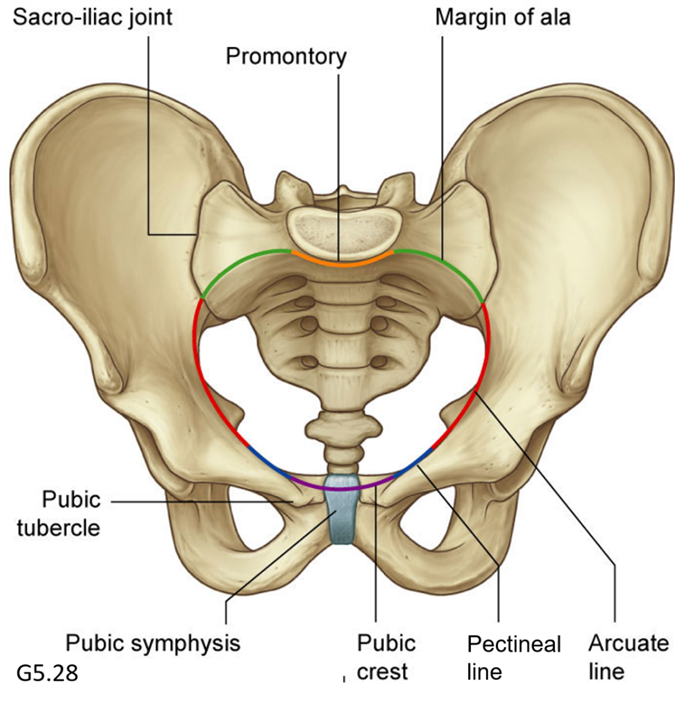 Sacro-iliac joint
Margin of ala
Promontory
Pubic
tubercle
Pubic symphysis
Pubic
crest
Pectineal
line
Arcuate
line
G5.28